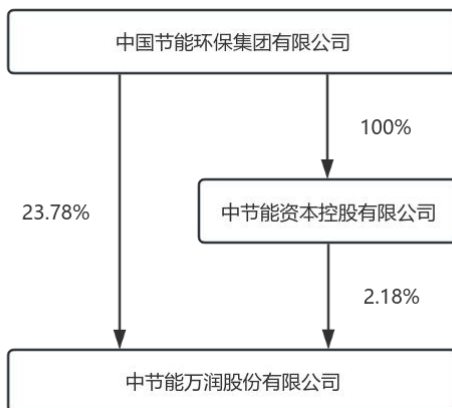 中国节能环保集团有限公司
100%
23.78%
中节能资本控股有限公司
2.18%
中节能万润股份有限公司